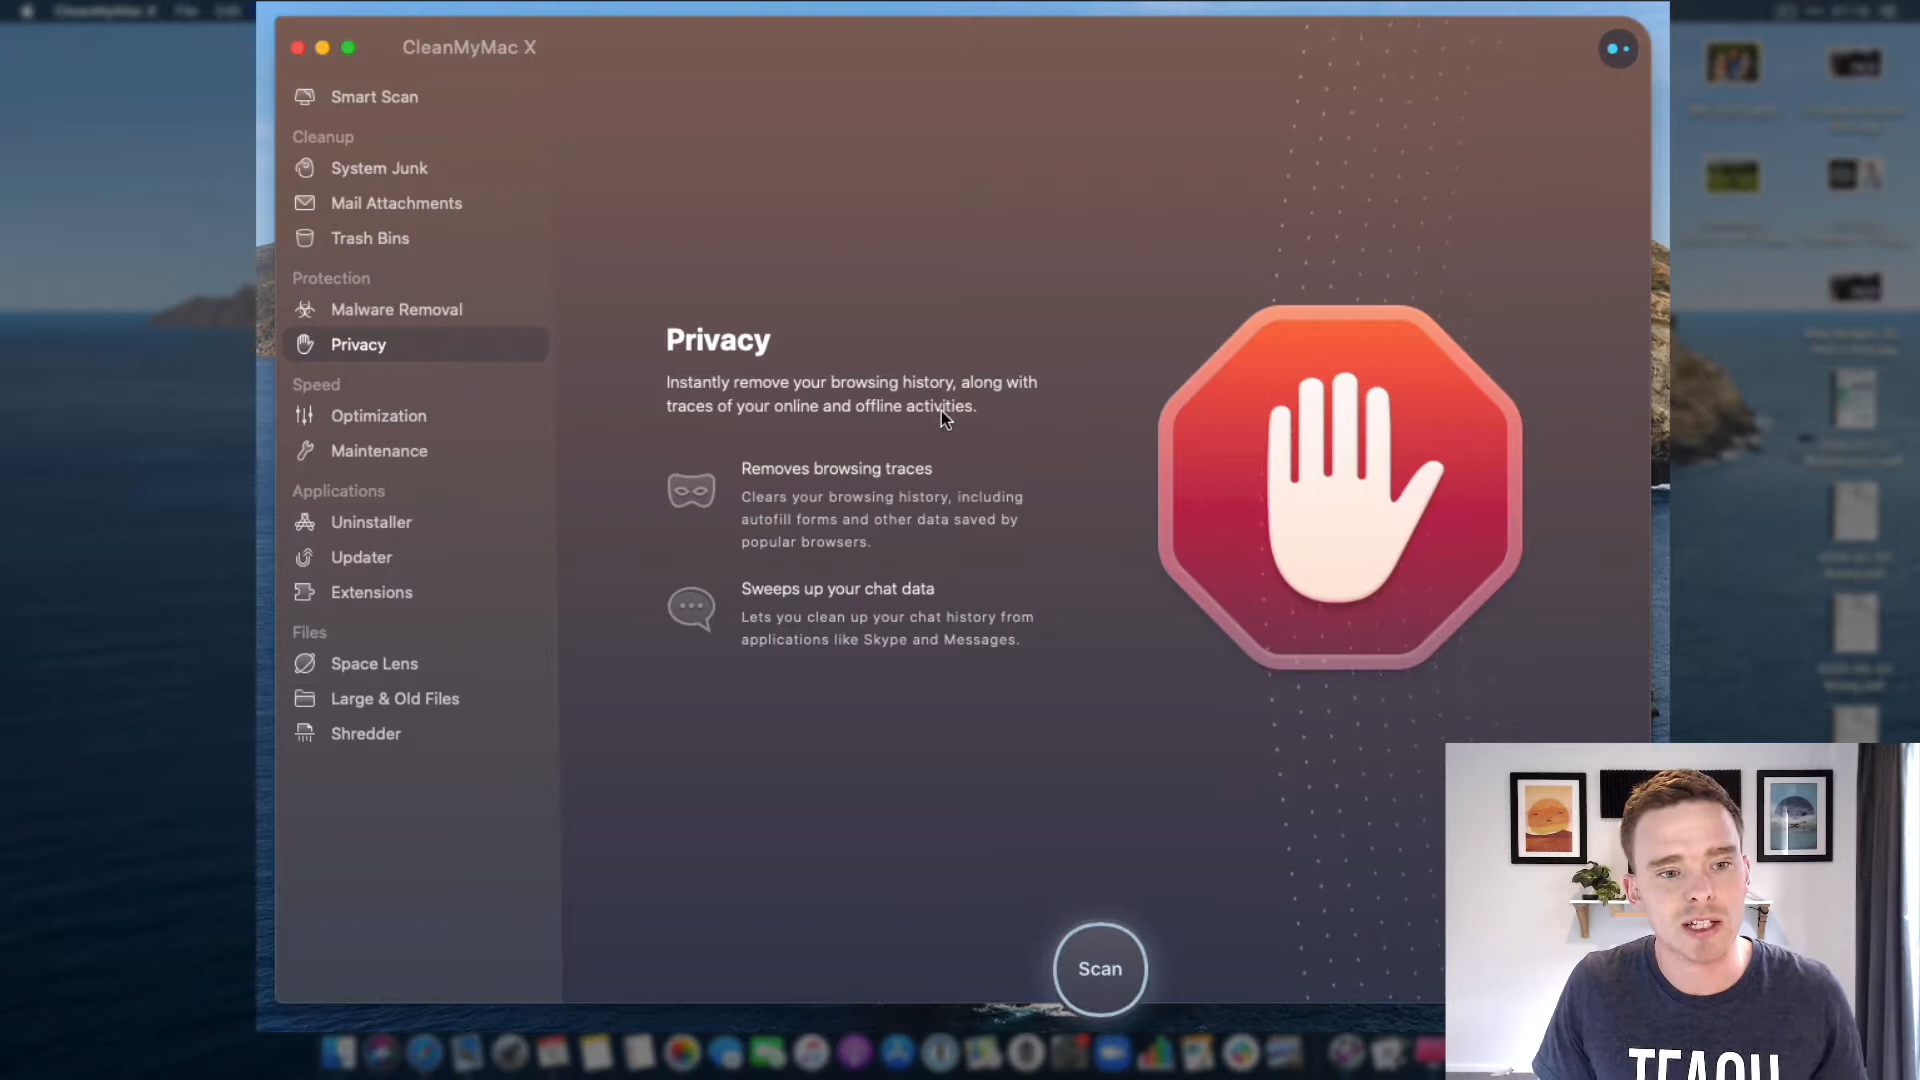 CleanMyMac X
Smart Scan
Cleanup
System Junk
Mail Attachments
Trash Bins
Protection
Malware Removal
Privacy
Speed
Optimization
Maintenance
Applications
Uninstaller
Updater
Extensions
Files
Space Lens
Large & Old Files
Shredder
Privacy
Instantly remove your browsing history, along with
traces of your online and offline activities.
Removes browsing traces
Clears your browsing history, including
autofill forms and other data saved by
popular browsers.
Sweeps up your chat data
Lets you clean up your chat history from
applications like Skype and Messages.
Scan
TEACH